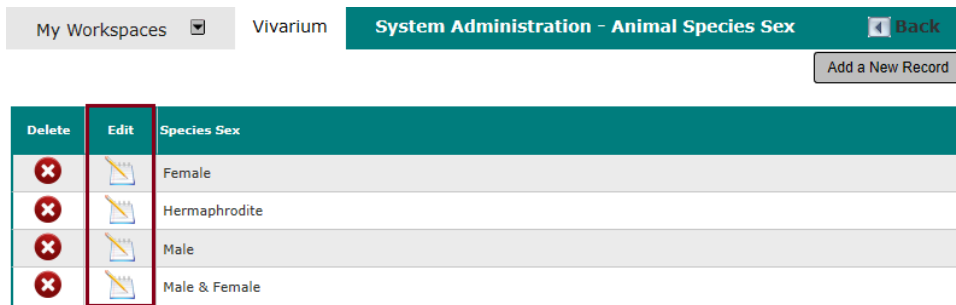 My Workspaces Vivarium System Administration - Animal Species Sex Back
Add a New Record
Delete Edit Species Sex
Female
Hermaphrodite
Male
Male & Female